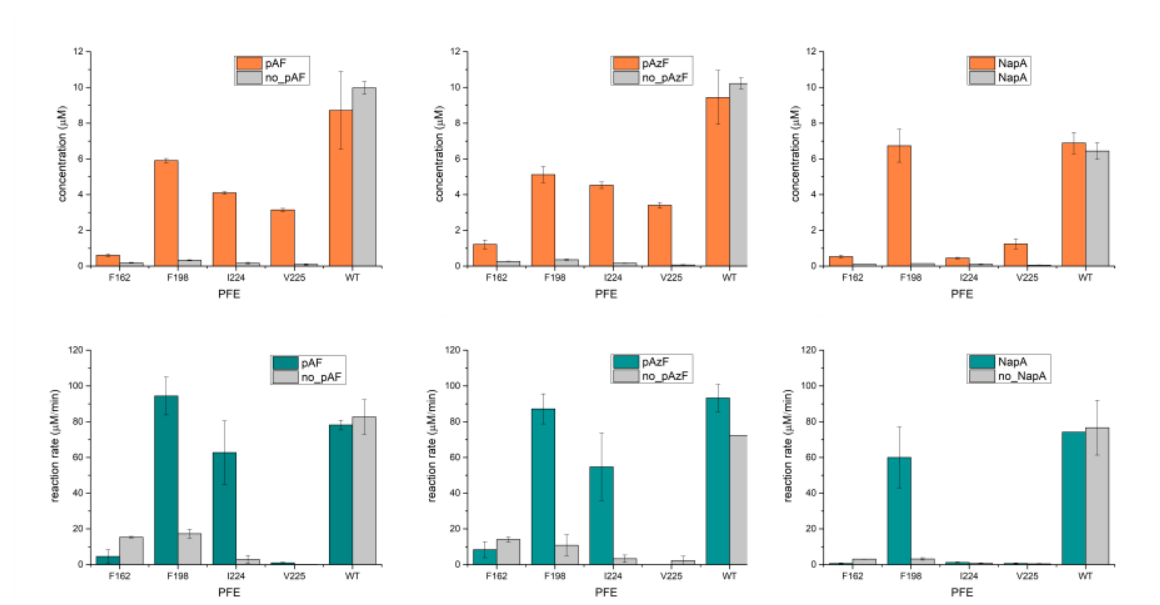 pAF
no_pAF
12
10
8
6
4
2
0
concentration (μM)
F162 F198 I224 V225 WT
PFE
pAzF
no_pAzF
12
10
8
6
4
2
0
concentration (μM)
F162 F198 I224 V225 WT
PFE
NapA
NapA
12
10
8
6
4
2
0
concentration (μM)
F162 F198 I224 V225 WT
PFE
pAF
no_pAF
120
100
80
60
40
20
0
reaction rate (μM/min)
F162 F198 I224 V225 WT
PFE
pAzF
no_pAzF
120
100
80
60
40
20
0
reaction rate (μM/min)
F162 F198 I224 V225 WT
PFE
NapA
no_NapA
120
100
80
60
40
20
0
reaction rate (μM/min)
F162 F198 I224 V225 WT
PFE